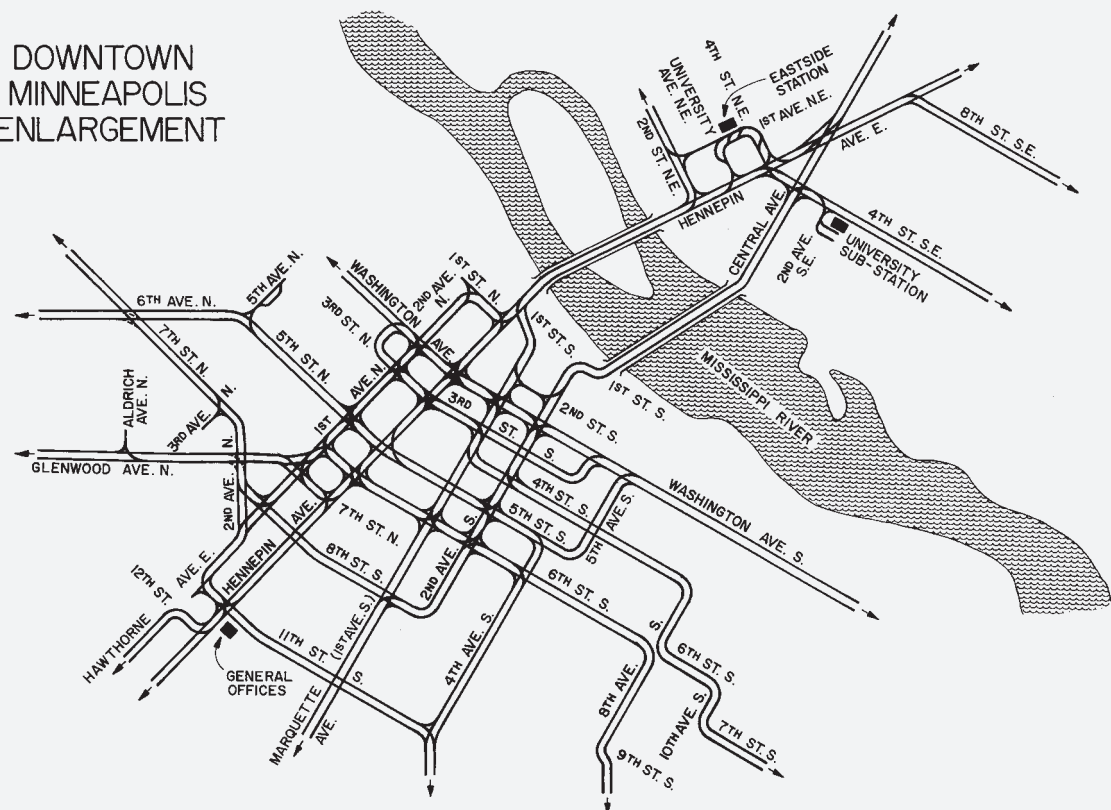 DOWNTOWN
MINNEAPOLIS
ENLARGEMENT
4TH ST. N.E.
UNIVERSITY
AVE. N.E.
EASTSIDE
STATION
1ST AVE. N.E.
2ND ST. N.E.
AVE. E.
8TH ST. S.E.
HENNEPIN
CENTRAL AVE.
4TH ST. S.E.
2ND AVE.
S.E.
UNIVERSITY
SUB-STATION
WASHINGTON
AVE.
2ND AVE.
N.
1ST ST. N.
3RD ST. N.
5TH AVE. N.
6TH AVE. N.
7TH ST. N.
5TH ST. N.
1ST
AVE. N.
1ST ST. S.
1ST ST. S.
MISSISSIPPI RIVER
ALDRICH
AVE. N.
3RD AVE.
N.
GLENWOOD AVE. N.
2ND AVE. N.
3RD
ST.
S.
2ND ST. S.
WASHINGTON AVE. S.
4TH ST. S.
5TH ST. S.
5TH AVE. S.
HENNEPIN
AVE.
7TH ST. N.
8TH ST. S.
2ND AVE.
S.
6TH ST. S.
12TH ST.
AVE. E.
HAWTHORNE
GENERAL
OFFICES
11TH ST.
S.
MARQUETTE
AVE.
(1ST AVE. S.)
4TH AVE. S.
8TH AVE.
S.
6TH ST. S.
10TH AVE. S.
7TH ST. S.
9TH ST. S.